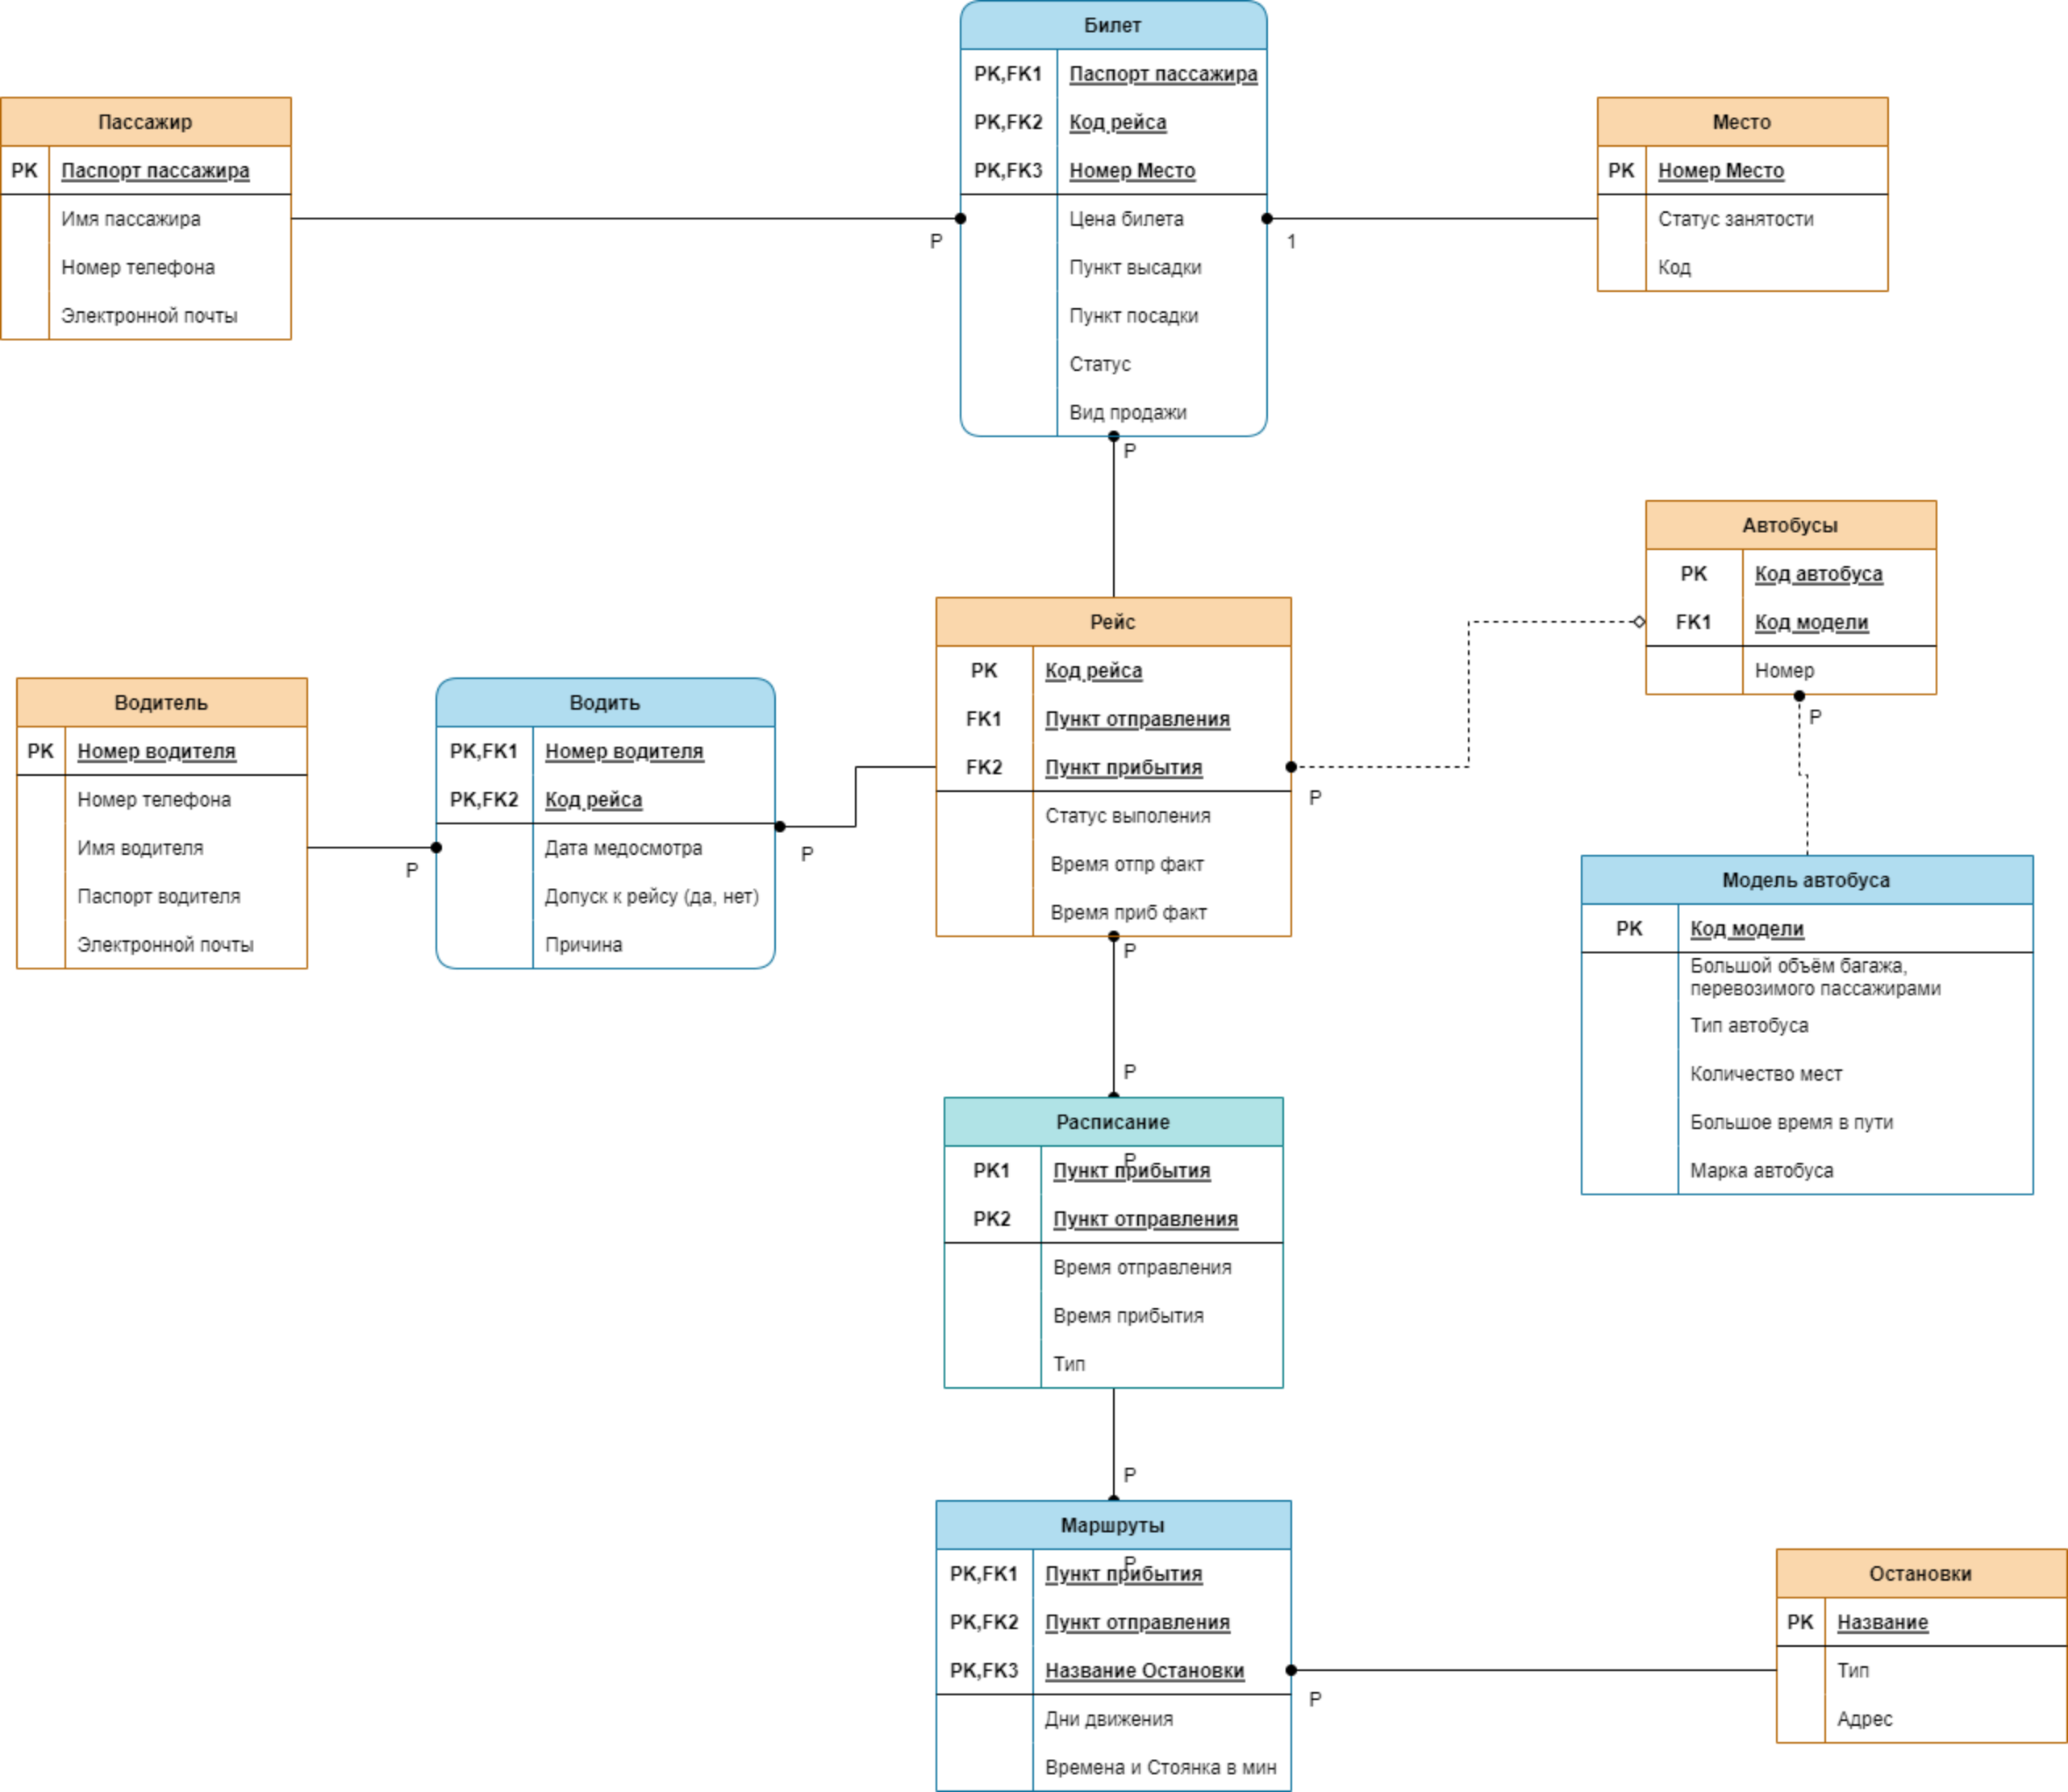 Билет
PK,FK1 Паспорт пассажира
PK,FK2 Код рейса
PK,FK3 Номер Место
Цена билета
Пункт высадки
Пункт посадки
Статус
Вид продажи
Пассажир
PK Паспорт пассажира
Имя пассажира
Номер телефона
Электронной почты
P
1
Место
PK Номер Место
Статус занятости
Код
P
Автобусы
PK Код автобуса
FK1 Код модели
Номер
P
Рейс
PK Код рейса
FK1 Пункт отправления
FK2 Пункт прибытия
Статус выполения
Время отпр факт
Время приб факт
P
Водитель
PK Номер водителя
Номер телефона
Имя водителя
Паспорт водителя
Электронной почты
P
Водить
PK,FK1 Номер водителя
PK,FK2 Код рейса
Дата медосмотра
Допуск к рейсу (да, нет)
Причина
P
Модель автобуса
PK Код модели
Большой объём багажа,
перевозимого пассажирами
Тип автобуса
Количество мест
Большое время в пути
Марка автобуса
P
P
Расписание
P
PK1 Пункт прибытия
PK2 Пункт отправления
Время отправления
Время прибытия
Тип
P
Маршруты
P
PK,FK1 Пункт прибытия
PK,FK2 Пункт отправления
PK,FK3 Название Остановки
Дни движения
Времена и Стоянка в мин
P
Остановки
PK Название
Тип
Адрес